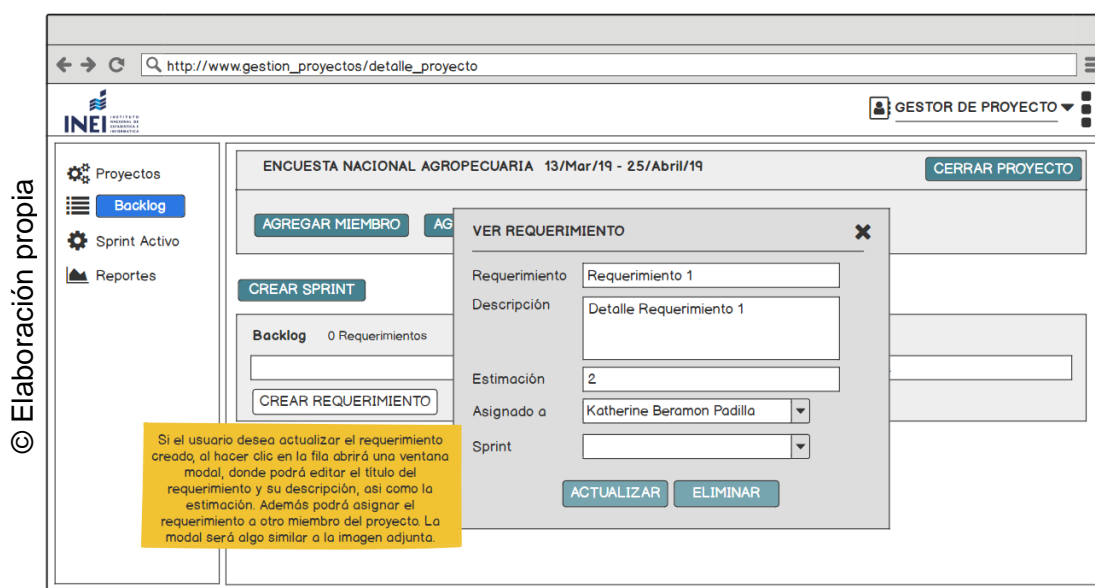 © Elaboración propia
http://www.gestion_proyectos/detalle_proyecto
INEI
INSTITUTO
NACIONAL DE
ESTADÍSTICA E
INFORMÁTICA
GESTOR DE PROYECTO
Proyectos
Backlog
Sprint Activo
Reportes
ENCUESTA NACIONAL AGROPECUARIA 13/Mar/19 - 25/Abril/19
CERRAR PROYECTO
AGREGAR MIEMBRO
AG
CREAR SPRINT
Backlog 0 Requerimientos
CREAR REQUERIMIENTO
VER REQUERIMIENTO
Requerimiento Requerimiento 1
Descripción Detalle Requerimiento 1
Estimación 2
Asignado a Katherine Beramon Padilla
Sprint
ACTUALIZAR ELIMINAR
Si el usuario desea actualizar el requerimiento
creado, al hacer clic en la fila abrirá una ventana
modal, donde podrá editar el título del
requerimiento y su descripción, asi como la
estimación. Además podrá asignar el
requerimiento a otro miembro del proyecto. La
modal será algo similar a la imagen adjunta.